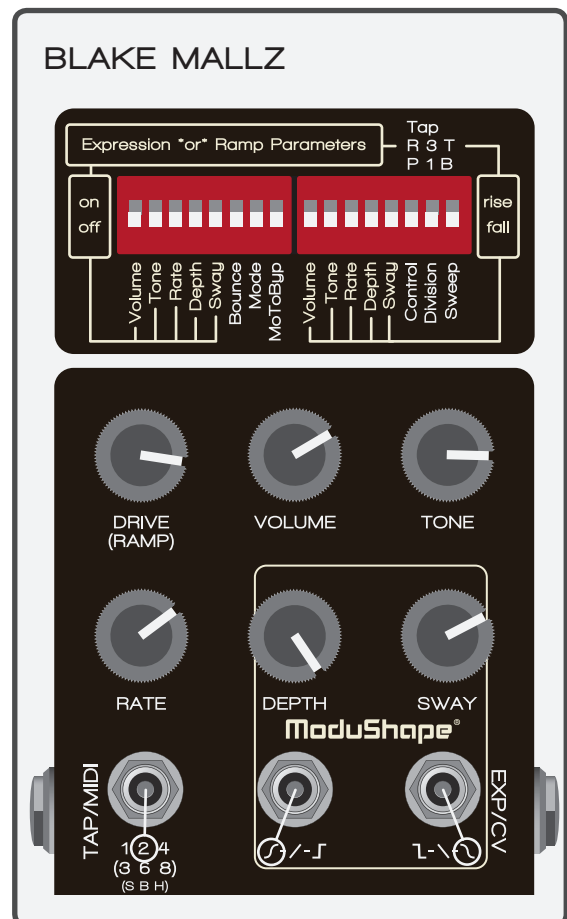 BLAKE MALLZ
Expression "or" Ramp Parameters
Tap
R 3 T
P 1 B
on
off
rise
fall
Volume
Tone
Rate
Depth
Sway
Bounce
Mode
MoToByp
Volume
Tone
Rate
Depth
Sway
Control
Division
Sweep
DRIVE
(RAMP)
VOLUME
TONE
RATE
DEPTH
SWAY
ModuShape®
TAP/MIDI
EXP/CV
1 2 4
(3 6 8)
(S B H)